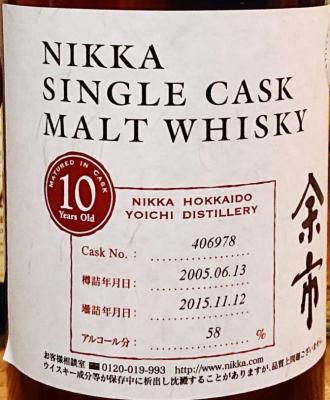 NIKKA
SINGLE CASK
MALT WHISKY
MATURED IN CASK
10
Years Old
NIKKA HOKKAIDO
YOICHI DISTILLERY
Cask No. : 406978
樽詰年月日 : 2005.06.13
壜詰年月日 : 2015.11.12
アルコール分 : 58 %
余市
お客様相談室 0120-019-993 http://www.nikka.com
ウイスキー成分等が保存中に析出し沈澱することがありますが、品質上問題ございません